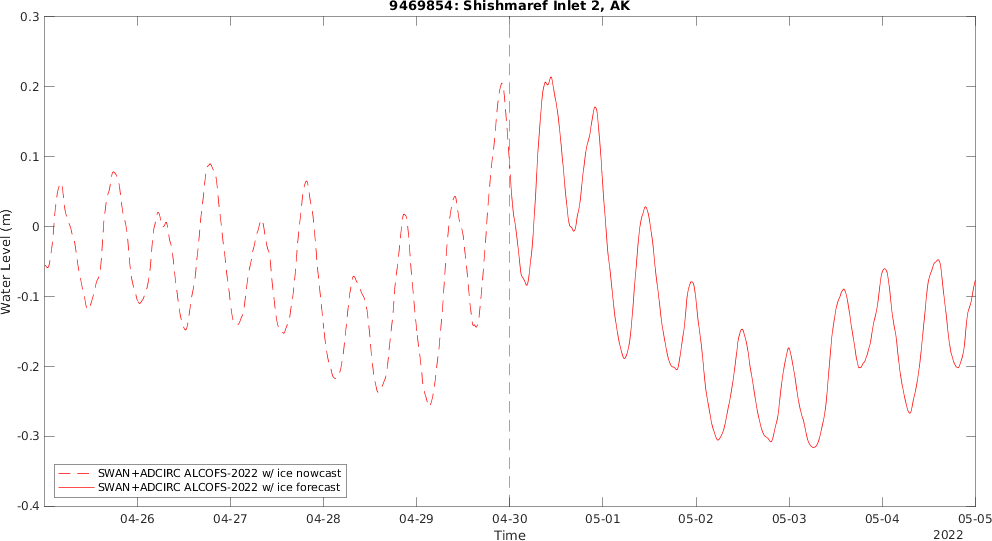 9469854: Shishmaref Inlet 2, AK
0.3
0.2
0.1
0
-0.1
-0.2
-0.3
-0.4
Water Level (m)
SWAN+ADCIRC ALCOFS-2022 w/ ice nowcast
SWAN+ADCIRC ALCOFS-2022 w/ ice forecast
04-26 04-27 04-28 04-29 04-30 05-01 05-02 05-03 05-04 05-05
Time
2022